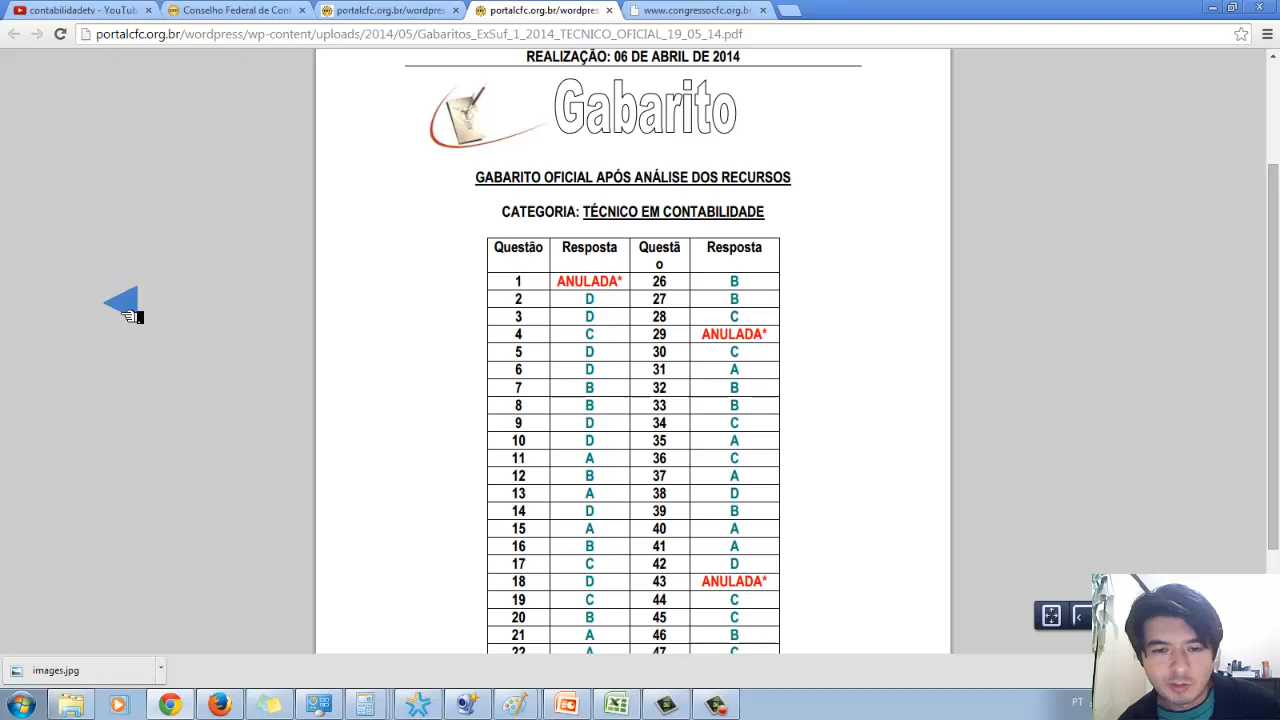 contabilidadetv - YouTub
Conselho Federal de Cont
portalcfc.org.br/wordpres
portalcfc.org.br/wordpres
www.congressocfc.org.be
portalcfc.org.br/wordpress/wp-content/uploads/2014/05/Gabaritos_ExSuf_1_2014_TECNICO_OFICIAL_19_05_14.pdf
REALIZAÇÃO: 06 DE ABRIL DE 2014
Gabarito
GABARITO OFICIAL APÓS ANÁLISE DOS RECURSOS
CATEGORIA: TÉCNICO EM CONTABILIDADE
Questão Resposta Questã Resposta
o
1 ANULADA* 26 B
2 D 27 B
3 D 28 C
4 C 29 ANULADA*
5 D 30 C
6 D 31 A
7 B 32 B
8 B 33 B
9 D 34 C
10 D 35 A
11 A 36 C
12 B 37 A
13 A 38 D
14 D 39 B
15 A 40 A
16 B 41 A
17 C 42 D
18 D 43 ANULADA*
19 C 44 C
20 B 45 C
21 A 46 B
22 A 47 C
images.jpg
PT